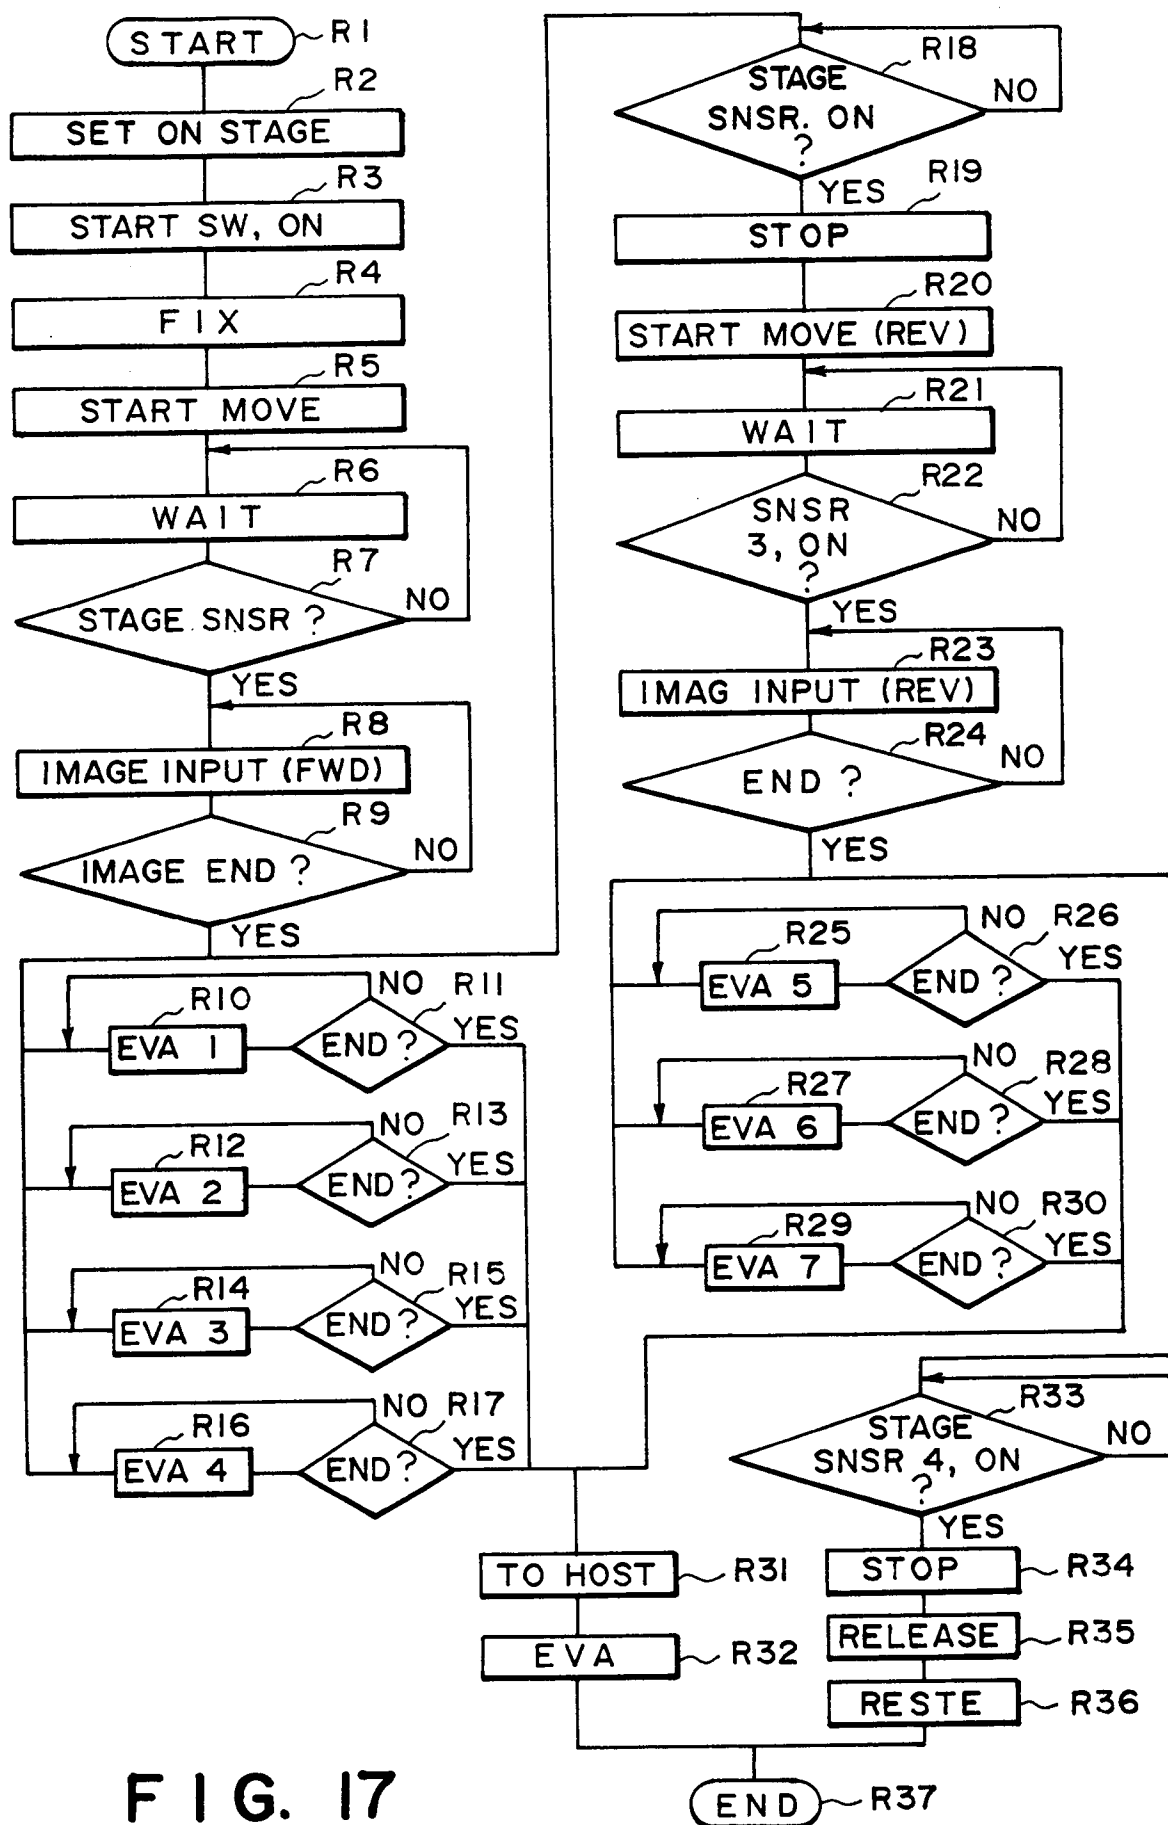 START R1
R2
SET ON STAGE
R3
START SW, ON
R4
FIX
R5
START MOVE
R6
WAIT
R7
STAGE SNSR ?
NO
YES
R8
IMAGE INPUT (FWD)
R9
IMAGE END ?
NO
YES
R10
EVA 1
R11
END ?
NO
YES
R12
EVA 2
R13
END ?
NO
YES
R14
EVA 3
R15
END ?
NO
YES
R16
EVA 4
R17
END ?
NO
YES
R18
STAGE
SNSR. ON
?
NO
YES
R19
STOP
R20
START MOVE (REV)
R21
WAIT
R22
SNSR
3, ON
?
NO
YES
R23
IMAG INPUT (REV)
R24
END ?
NO
YES
R25
EVA 5
R26
END ?
NO
YES
R27
EVA 6
R28
END ?
NO
YES
R29
EVA 7
R30
END ?
NO
YES
TO HOST R31
EVA R32
R33
STAGE
SNSR 4, ON
?
NO
YES
STOP R34
RELEASE R35
RESTE R36
END R37
FIG. 17